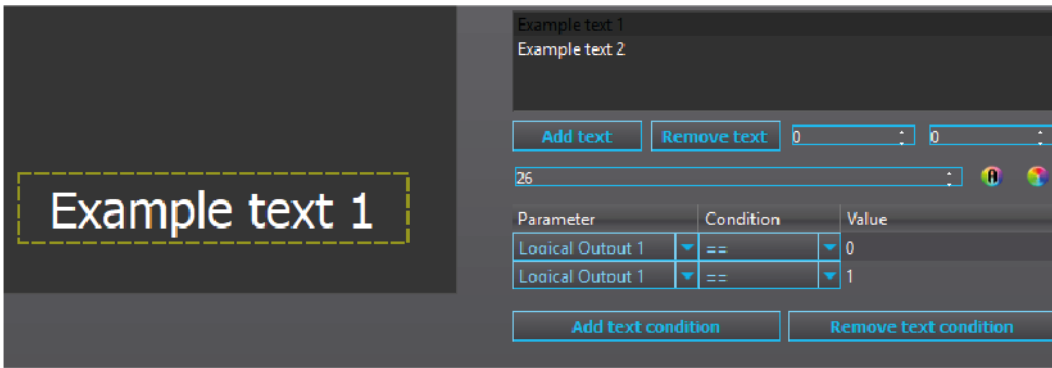 Example text 1
Example text 2
Add text Remove text 0 0
26
Example text 1
Parameter Condition Value
Logical Output 1 == 0
Logical Output 1 == 1
Add text condition Remove text condition